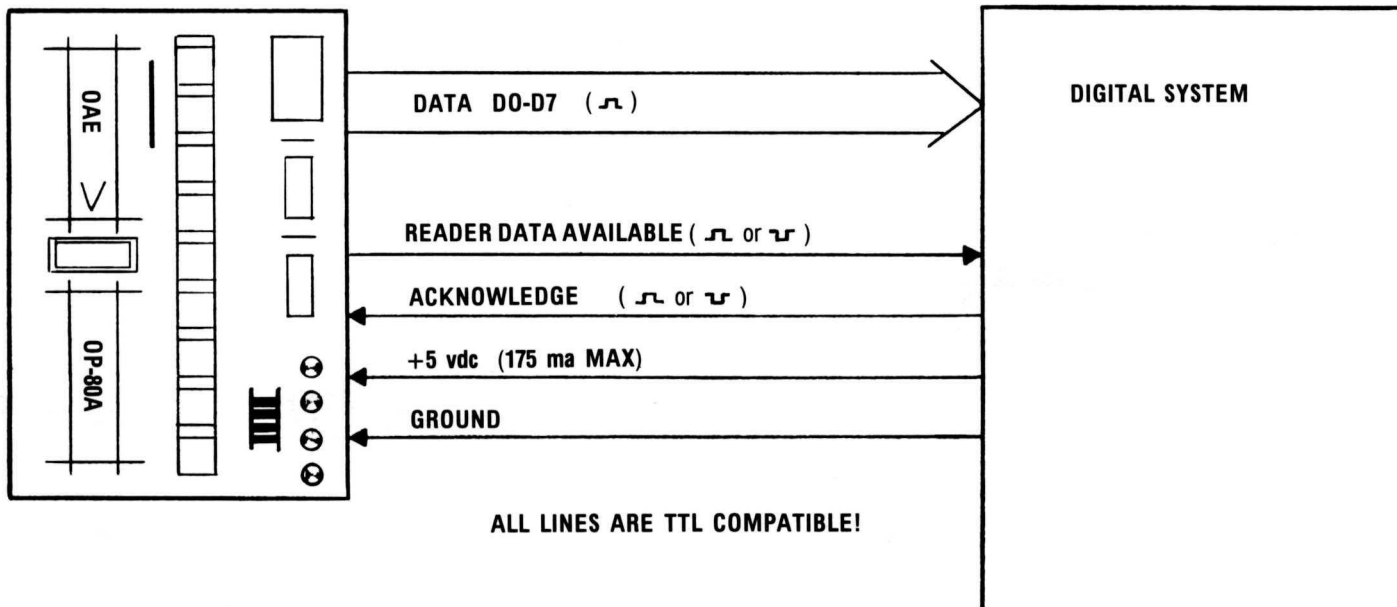 OAE
OP-80A
DATA D0-D7 ( )
READER DATA AVAILABLE ( or )
ACKNOWLEDGE ( or )
+5 vdc (175 ma MAX)
GROUND
DIGITAL SYSTEM
ALL LINES ARE TTL COMPATIBLE!